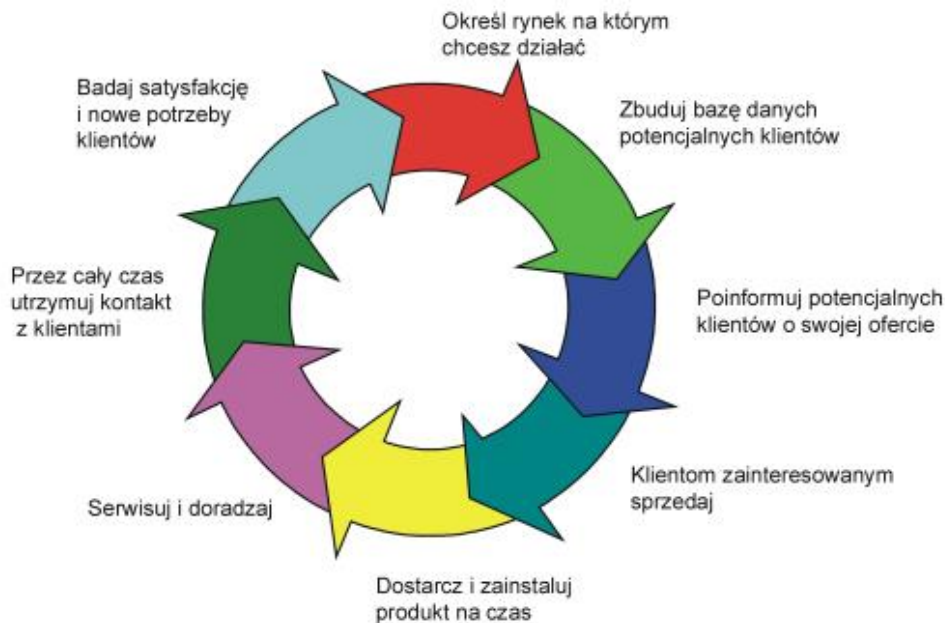 Określ rynek na którym
chcesz działać
Zbuduj bazę danych
potencjalnych klientów
Poinformuj potencjalnych
klientów o swojej ofercie
Klientom zainteresowanym
sprzedaj
Dostarcz i zainstaluj
produkt na czas
Serwisuj i doradzaj
Przez cały czas
utrzymuj kontakt
z klientami
Badaj satysfakcję
i nowe potrzeby
klientów